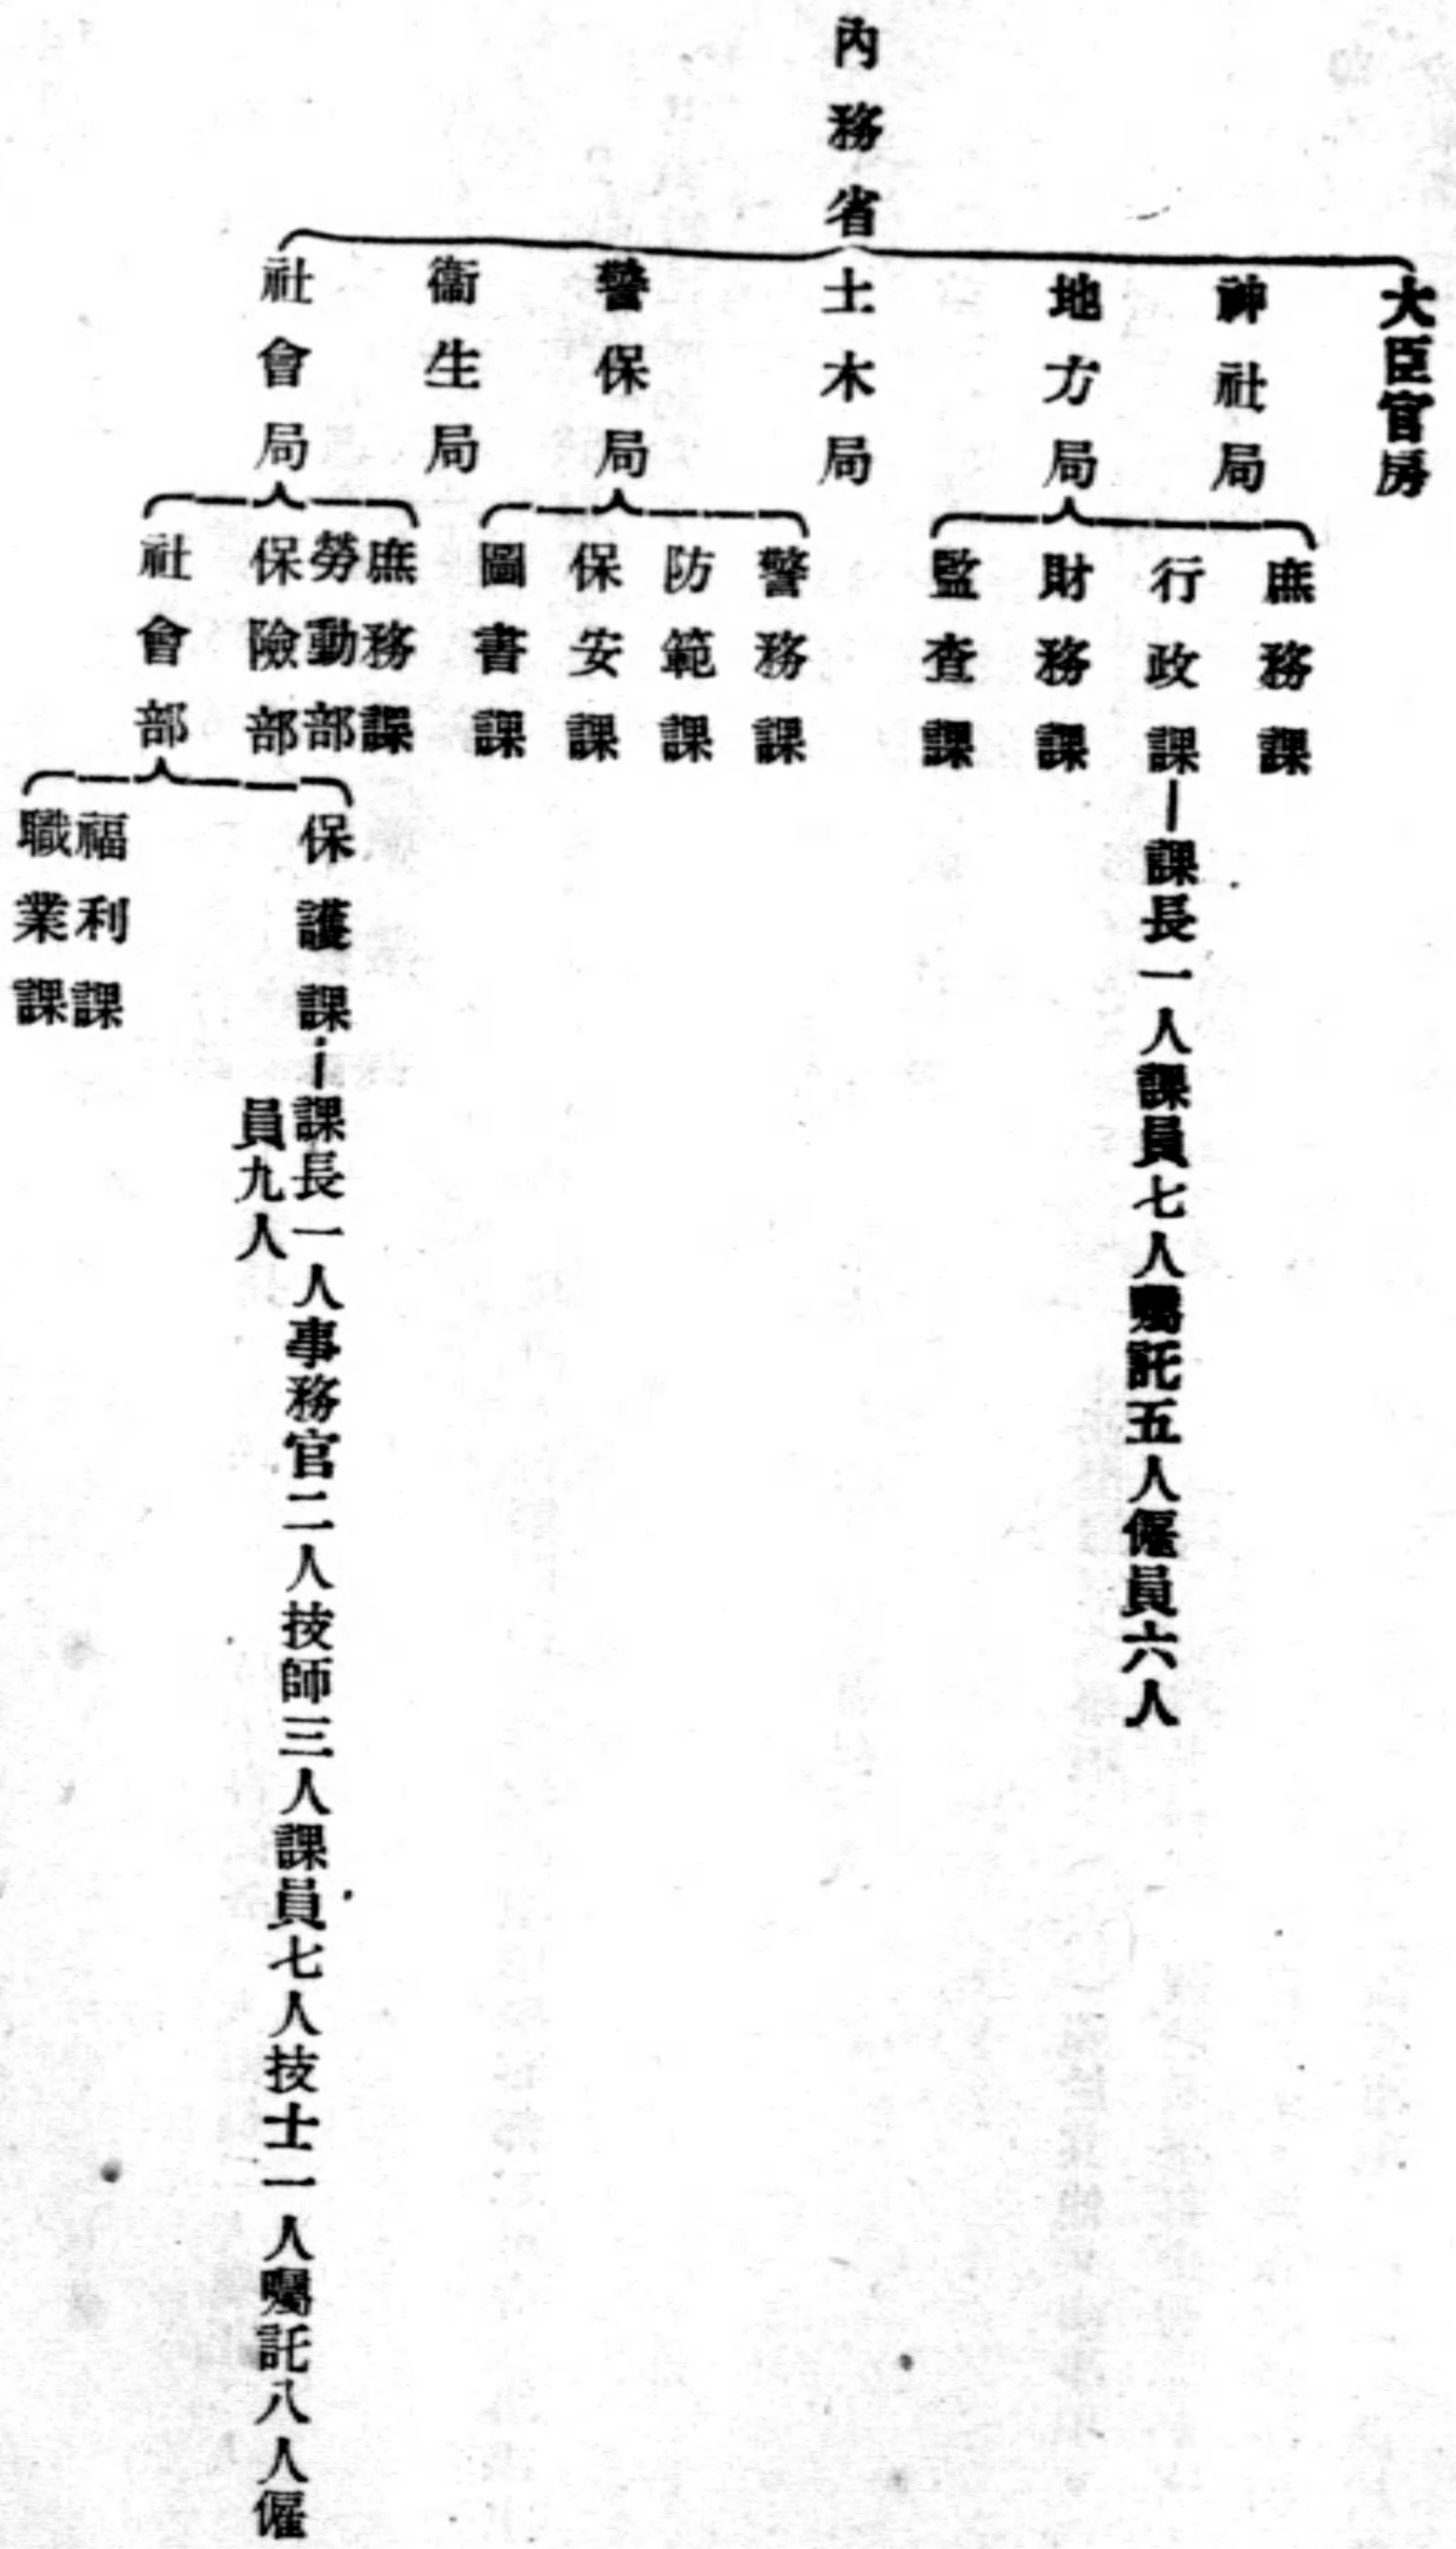 內務省
大臣官房
神社局
地方局
庶務課
行政課—課長一人課員七人囑託五人僱員六人
財務課
監查課
土木局
警保局
警務課
防範課
保安課
圖書課
衞生局
社會局
庶務課
勞動部
保險部
社會部
保護課—課長一人事務官二人技師三人課員七人技士一人囑託八人僱
員九人
福利課
職業課